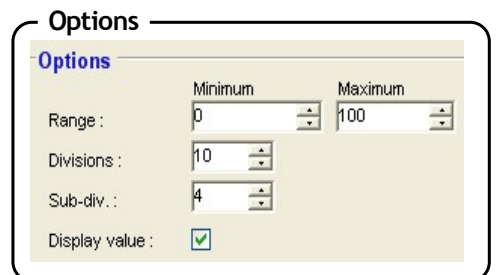 Options
Options
Minimum Maximum
Range : 0 100
Divisions : 10
Sub-div. : 4
Display value :